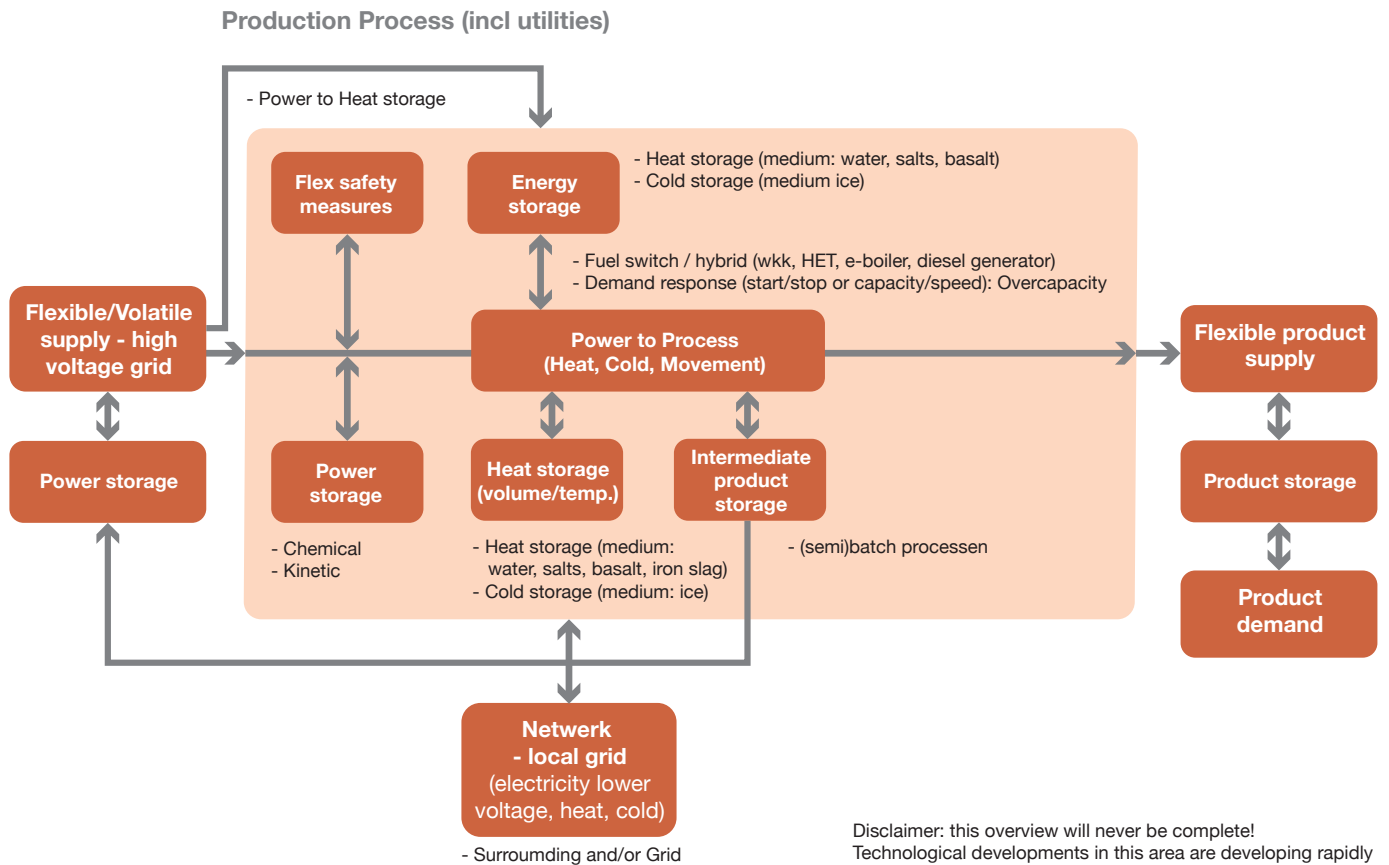 Production Process (incl utilities)
- Power to Heat storage
Flex safety
measures
Energy
storage
- Heat storage (medium: water, salts, basalt)
- Cold storage (medium ice)
- Fuel switch / hybrid (wkk, HET, e-boiler, diesel generator)
- Demand response (start/stop or capacity/speed): Overcapacity
Flexible/Volatile
supply - high
voltage grid
Power to Process
(Heat, Cold, Movement)
Flexible product
supply
Power storage
Power
storage
Heat storage
(volume/temp.)
Intermediate
product
storage
Product storage
- Chemical
- Kinetic
- Heat storage (medium:
water, salts, basalt, iron slag)
- Cold storage (medium: ice)
- (semi)batch processen
Product
demand
Netwerk
- local grid
(electricity lower
voltage, heat, cold)
- Surroumding and/or Grid
Disclaimer: this overview will never be complete!
Technological developments in this area are developing rapidly